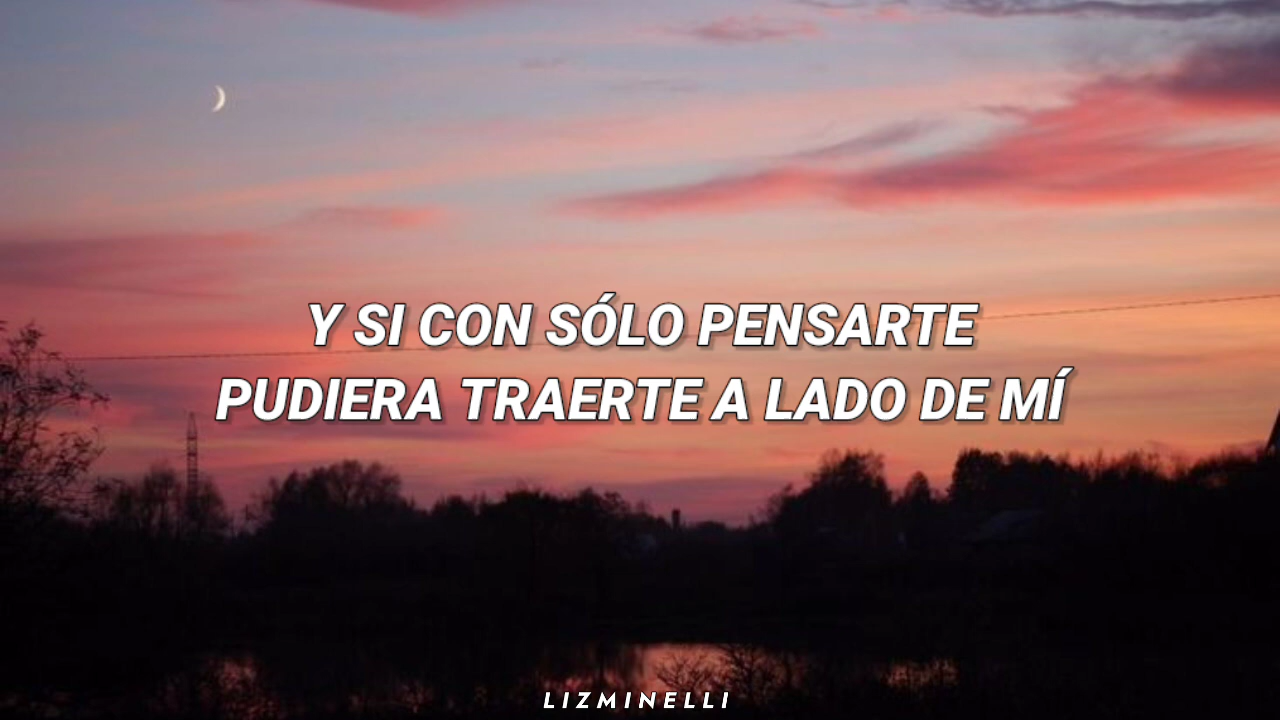 Y SI CON SÓLO PENSARTE
PUDIERA TRAERTE A LADO DE MÍ
LIZMINELLI